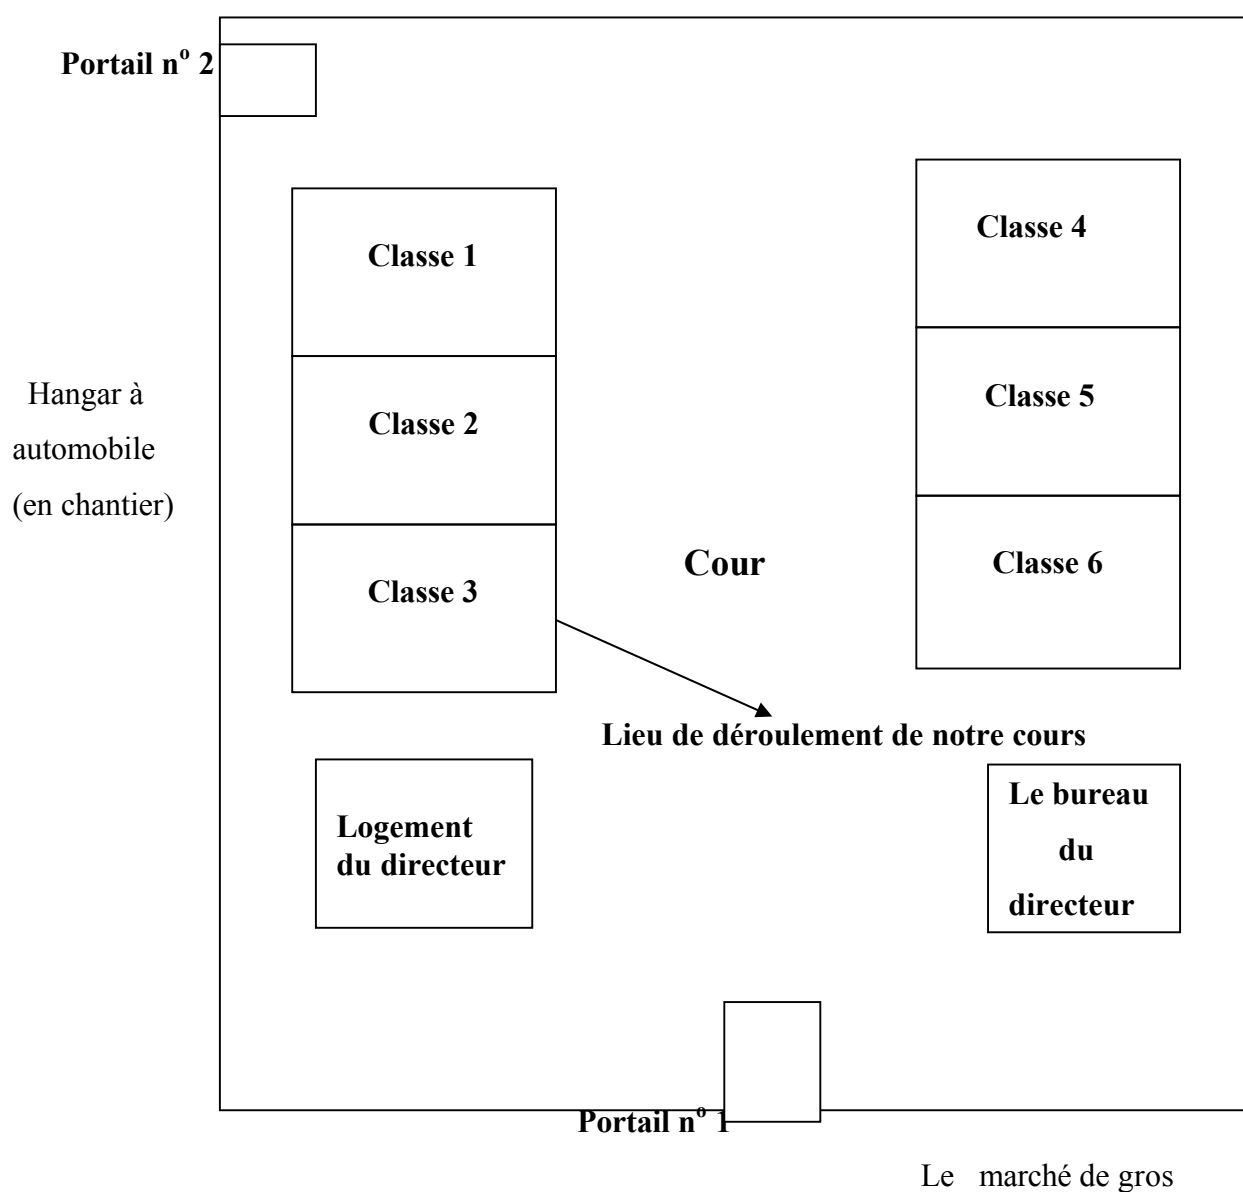 Portail nº 2
Classe 4
Classe 1
Hangar à
automobile
(en chantier)
Classe 2
Classe 5
Cour
Classe 6
Classe 3
Lieu de déroulement de notre cours
Le bureau
du
directeur
Logement
du directeur
Portail nº 1
Le marché de gros